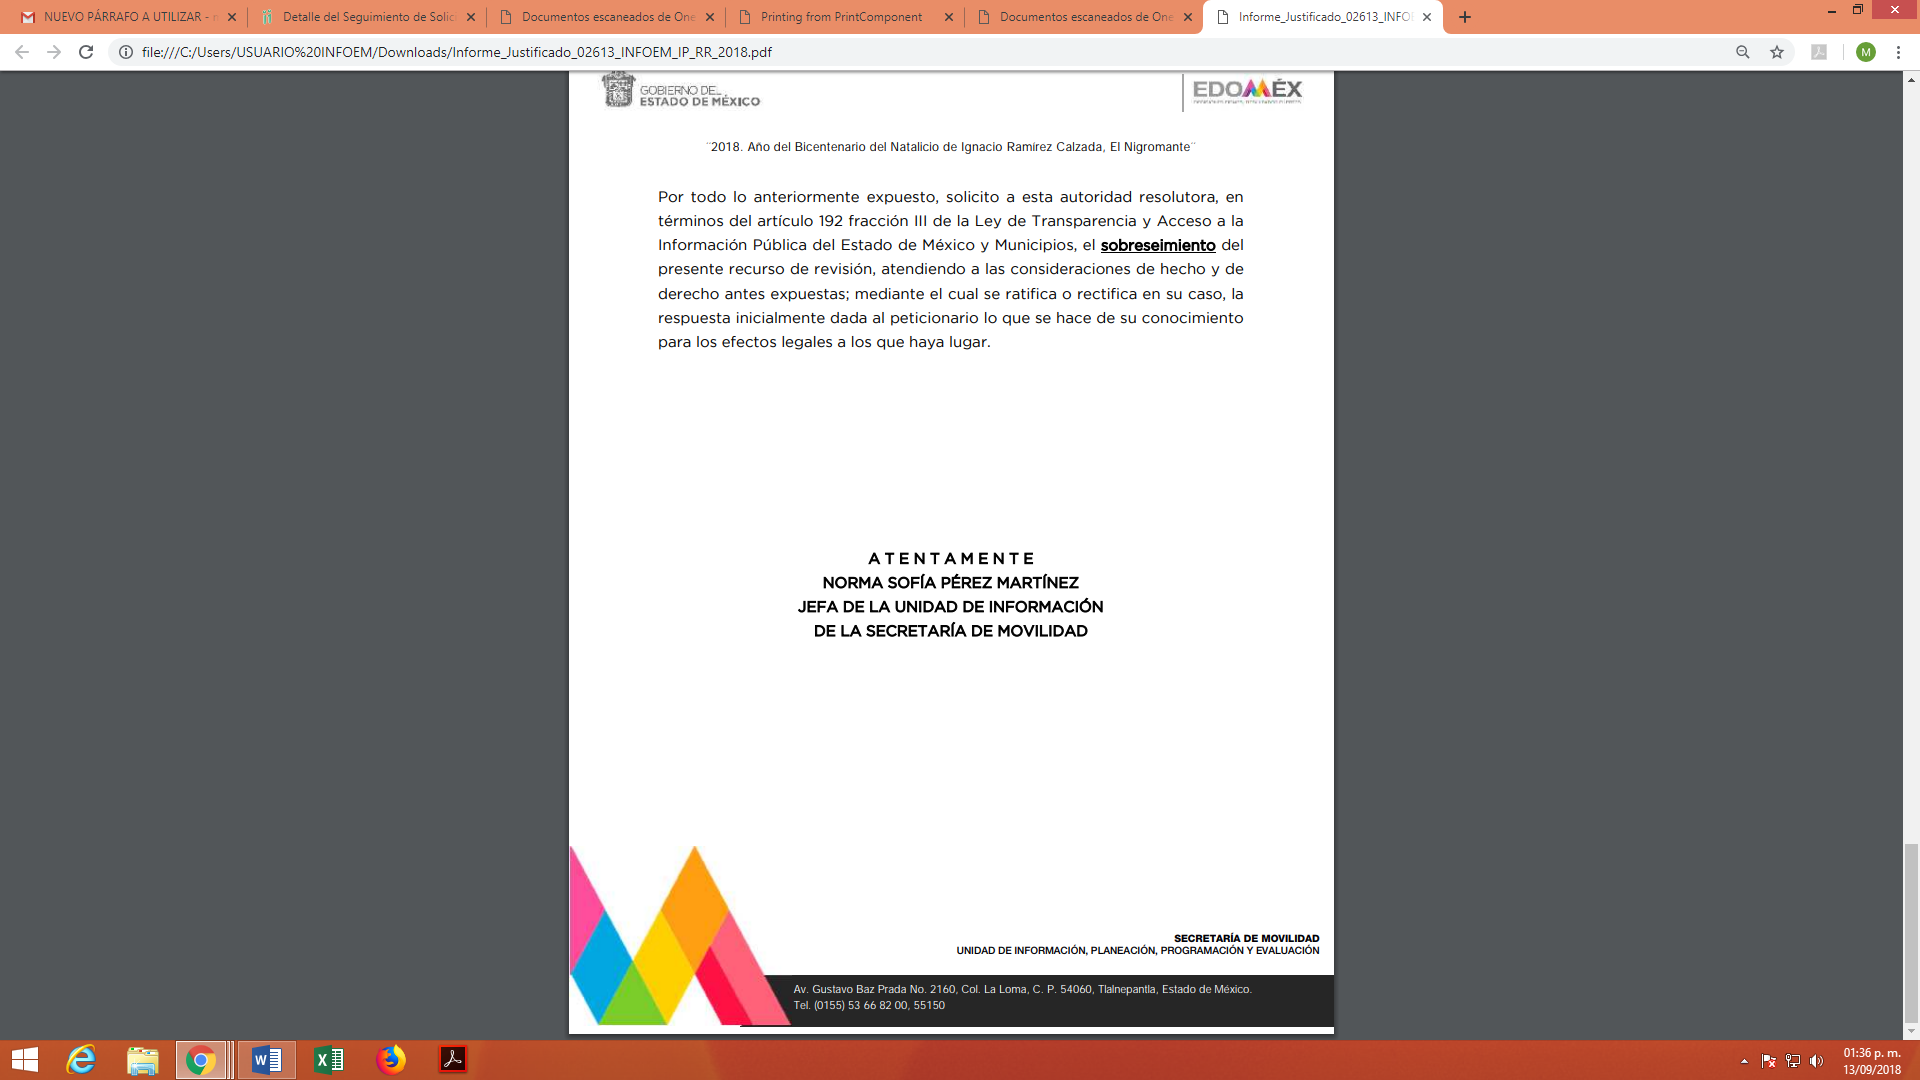 NUEVO PÁRRAFO A UTILIZAR -
Detalle del Seguimiento de Solic
Documentos escaneados de One
Printing from PrintComponent
Documentos escaneados de One
Informe_Justificado_02613_INFO
file:///C:/Users/USUARIO%20INFOEM/Downloads/Informe_Justificado_02613_INFOEM_IP_RR_2018.pdf
M
GOBIERNO DEL
ESTADO DE MÉXICO
EDOMÉX
¨2018. Año del Bicentenario del Natalicio de Ignacio Ramírez Calzada, El Nigromante¨
Por todo lo anteriormente expuesto, solicito a esta autoridad resolutora, en
términos del artículo 192 fracción III de la Ley de Transparencia y Acceso a la
Información Pública del Estado de México y Municipios, el sobreseimiento del
presente recurso de revisión, atendiendo a las consideraciones de hecho y de
derecho antes expuestas; mediante el cual se ratifica o rectifica en su caso, la
respuesta inicialmente dada al peticionario lo que se hace de su conocimiento
para los efectos legales a los que haya lugar.
A T E N T A M E N T E
NORMA SOFÍA PÉREZ MARTÍNEZ
JEFA DE LA UNIDAD DE INFORMACIÓN
DE LA SECRETARÍA DE MOVILIDAD
SECRETARÍA DE MOVILIDAD
UNIDAD DE INFORMACIÓN, PLANEACIÓN, PROGRAMACIÓN Y EVALUACIÓN
Av. Gustavo Baz Prada No. 2160, Col. La Loma, C. P. 54060, Tlalnepantla, Estado de México.
Tel. (0155) 53 66 82 00, 55150
01:36 p. m.
13/09/2018